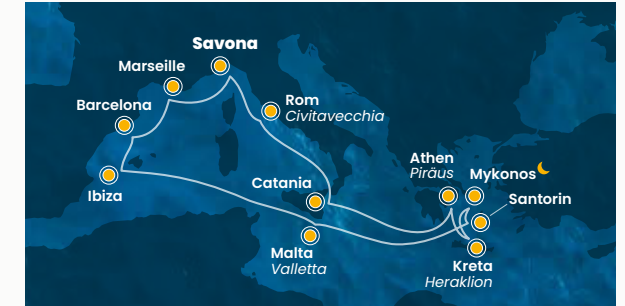 Savona
Marseille
Barcelona
Rom
Civitavecchia
Athen
Piräus
Mykonos
Catania
Santorin
Ibiza
Malta
Valletta
Kreta
Heraklion